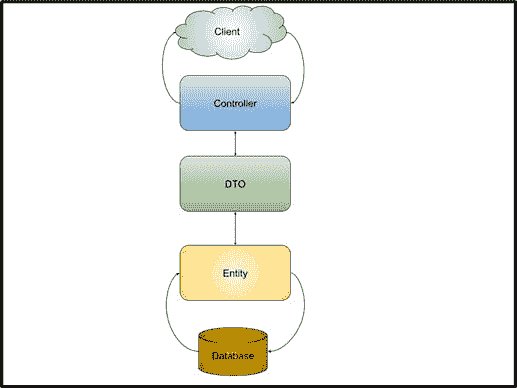 Client
Controller
DTO
Entity
Database